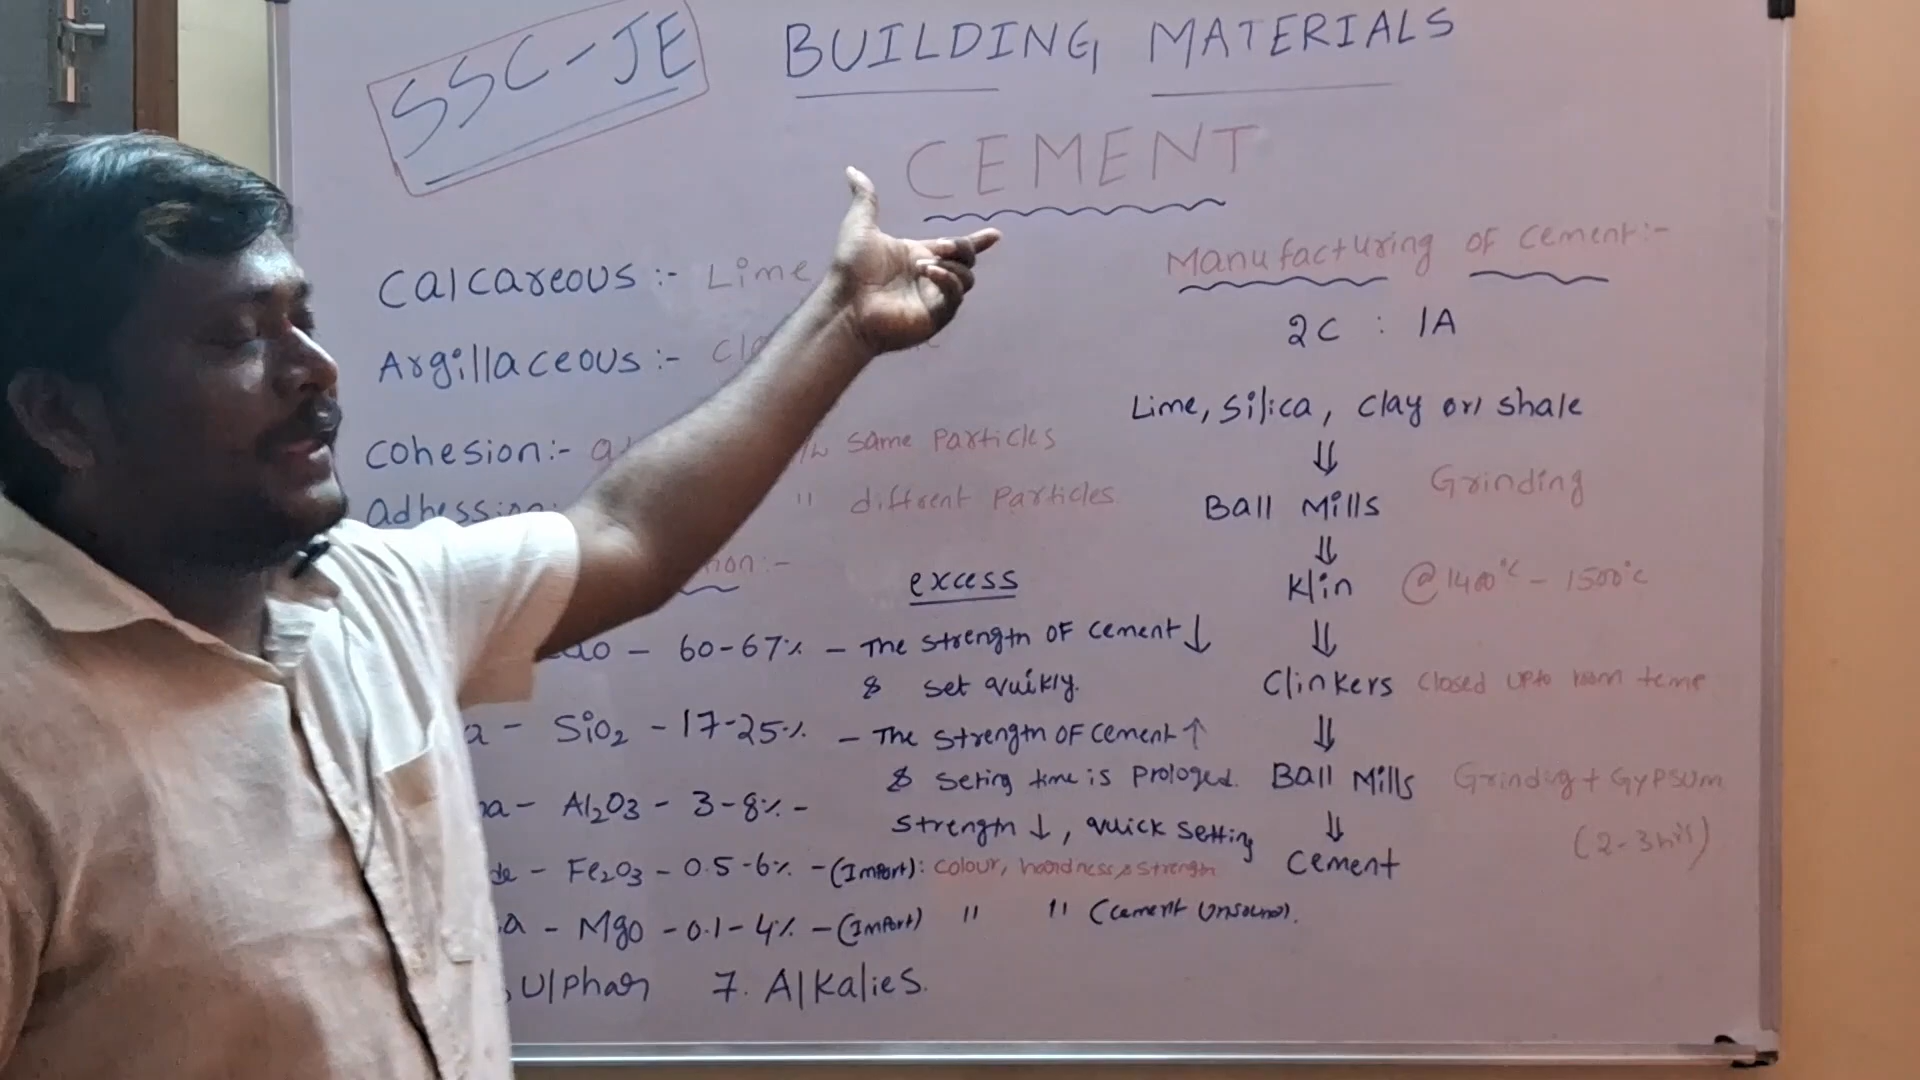 SSC-JE
BUILDING MATERIALS
CEMENT
Calcareous :- Lime
Argillaceous :-
Cohesion:- same Particles
adhession: " diffrent Particles
:-
excess
- 60-67% - The strength OF cement ↓
& set quikly.
- SiO2 - 17-25% - The strength OF cement ↑
& Seting time is Prologed.
- Al2O3 - 3-8% - Strength ↓, quick setting
- Fe2O3 - 0.5-6% - (Import): colour, hardness & strength
- MgO - 0.1-4% - (Import) " " (cement unsound).
7. Alkalies.
Manufacturing OF cement:-
2C : 1A
Lime, silica, clay or/ shale
⇓
Ball Mills Grinding
⇓
Klin @1400°C - 1500°C
⇓
Clinkers upto room temp
⇓
Ball Mills Grinding + GYPSUM
⇓ (2-3hrs)
Cement